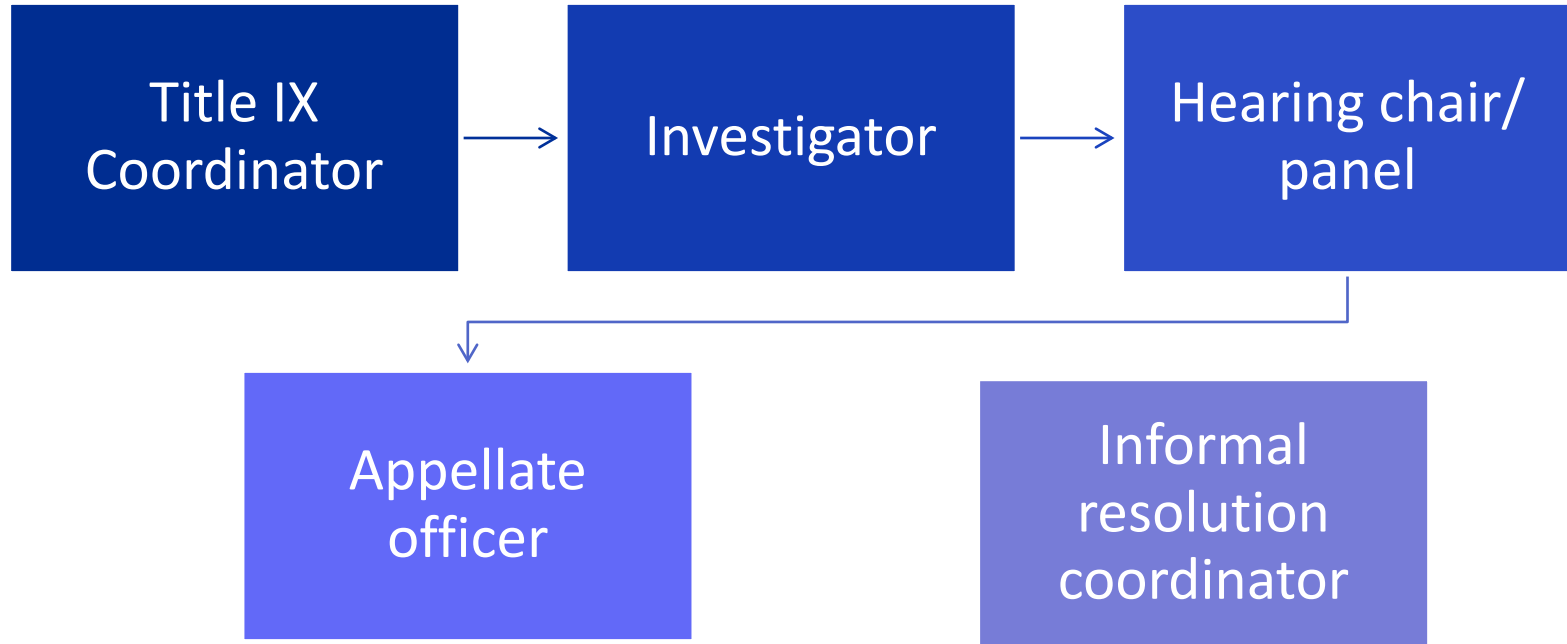 Title IX
Coordinator
Investigator
Hearing chair/
panel
Appellate
officer
Informal
resolution
coordinator